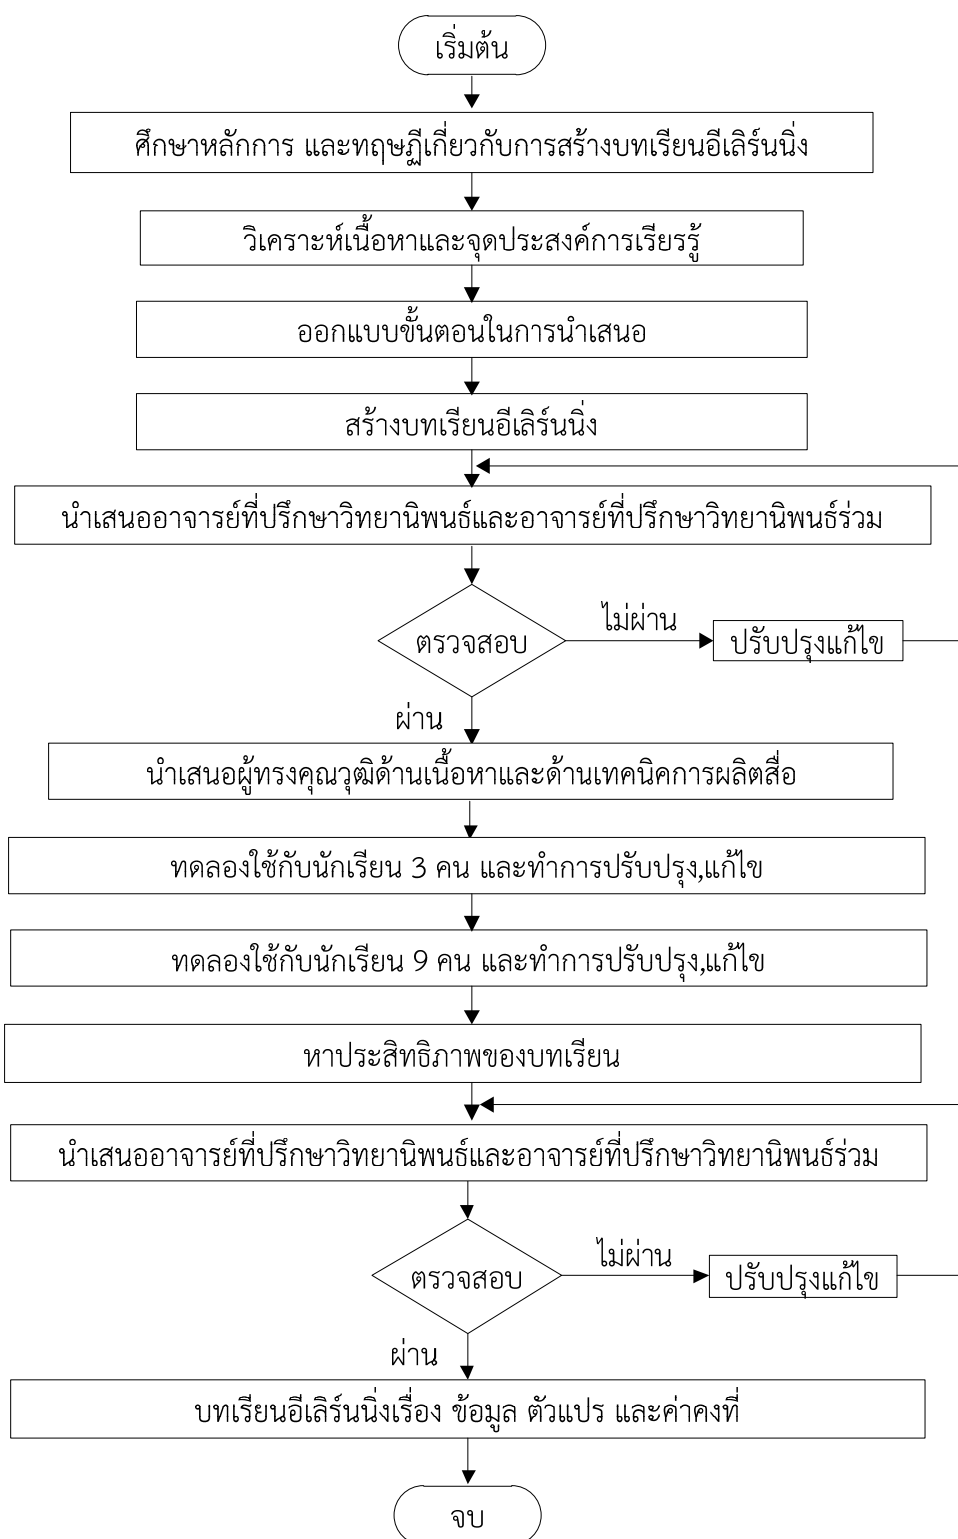 เริ่มต้น
ศึกษาหลักการ และทฤษฏีเกี่ยวกับการสร้างบทเรียนอีเลิร์นนิ่ง
วิเคราะห์เนื้อหาและจุดประสงค์การเรียรรู้
ออกแบบขั้นตอนในการนำเสนอ
สร้างบทเรียนอีเลิร์นนิ่ง
นำเสนออาจารย์ที่ปรึกษาวิทยานิพนธ์และอาจารย์ที่ปรึกษาวิทยานิพนธ์ร่วม
ไม่ผ่าน
ตรวจสอบ
ปรับปรุงแก้ไข
ผ่าน
นำเสนอผู้ทรงคุณวุฒิด้านเนื้อหาและด้านเทคนิคการผลิตสื่อ
ทดลองใช้กับนักเรียน 3 คน และทำการปรับปรุง,แก้ไข
ทดลองใช้กับนักเรียน 9 คน และทำการปรับปรุง,แก้ไข
หาประสิทธิภาพของบทเรียน
นำเสนออาจารย์ที่ปรึกษาวิทยานิพนธ์และอาจารย์ที่ปรึกษาวิทยานิพนธ์ร่วม
ไม่ผ่าน
ตรวจสอบ
ปรับปรุงแก้ไข
ผ่าน
บทเรียนอีเลิร์นนิ่งเรื่อง ข้อมูล ตัวแปร และค่าคงที่
จบ